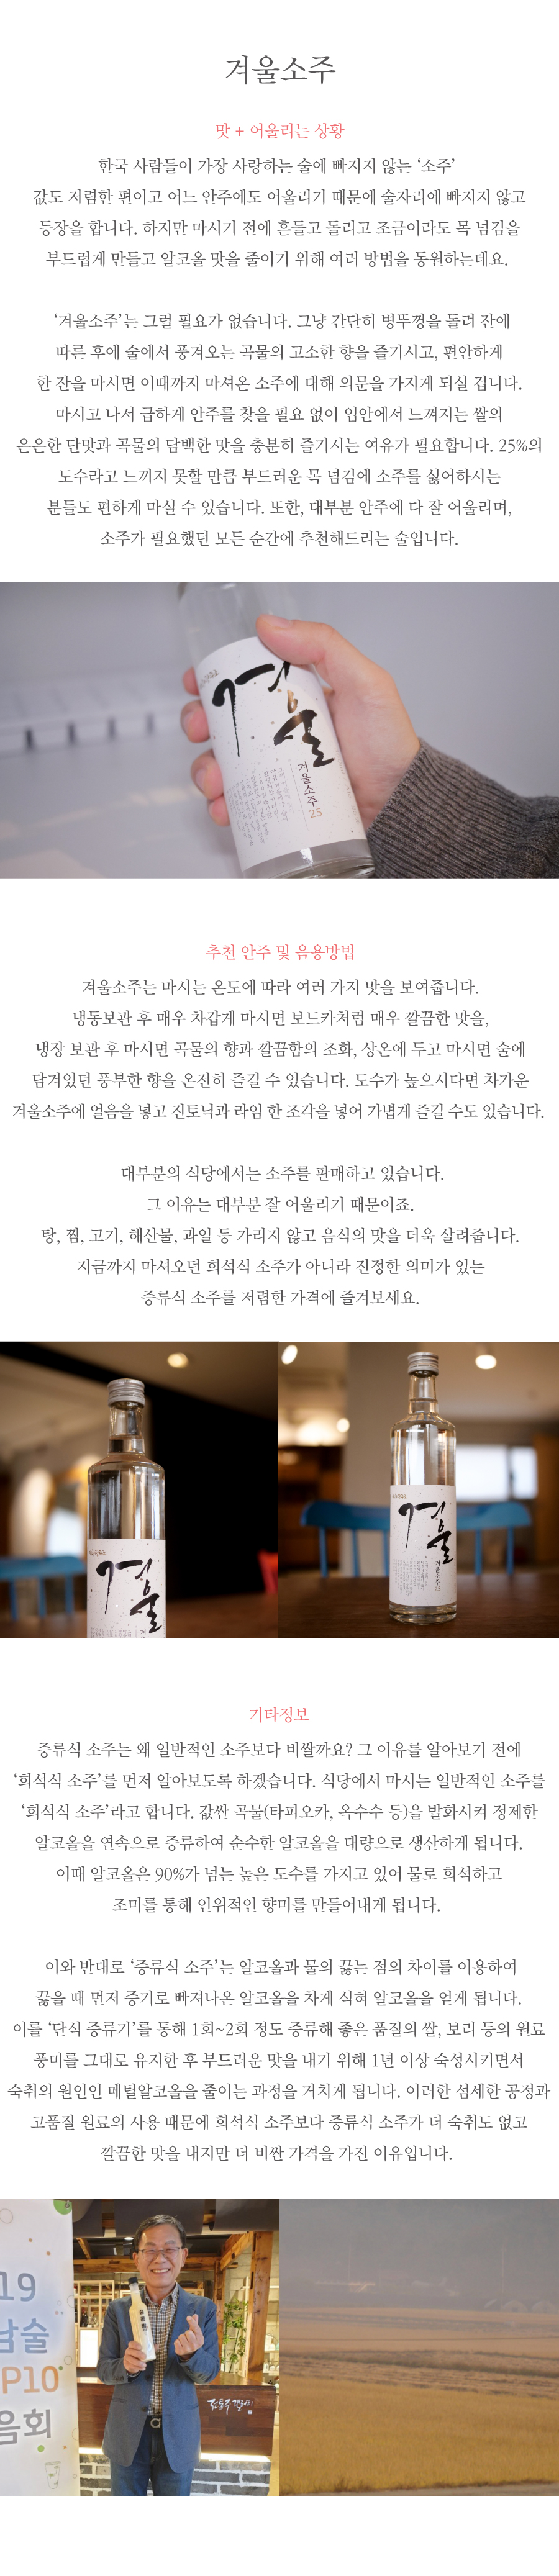 겨울소주
맛 + 어울리는 상황
한국 사람들이 가장 사랑하는 술에 빠지지 않는 ‘소주’
값도 저렴한 편이고 어느 안주에도 어울리기 때문에 술자리에 빠지지 않고
등장을 합니다. 하지만 마시기 전에 흔들고 돌리고 조금이라도 목 넘김을
부드럽게 만들고 알코올 맛을 줄이기 위해 여러 방법을 동원하는데요.
‘겨울소주’는 그럴 필요가 없습니다. 그냥 간단히 병뚜껑을 돌려 잔에
따른 후에 술에서 풍겨오는 곡물의 고소한 향을 즐기시고, 편안하게
한 잔을 마시면 이때까지 마셔온 소주에 대해 의문을 가지게 되실 겁니다.
마시고 나서 급하게 안주를 찾을 필요 없이 입안에서 느껴지는 쌀의
은은한 단맛과 곡물의 담백한 맛을 충분히 즐기시는 여유가 필요합니다. 25%의
도수라고 느끼지 못할 만큼 부드러운 목 넘김에 소주를 싫어하시는
분들도 편하게 마실 수 있습니다. 또한, 대부분 안주에 다 잘 어울리며,
소주가 필요했던 모든 순간에 추천해드리는 술입니다.
겨울
겨울소주
25
추천 안주 및 음용방법
겨울소주는 마시는 온도에 따라 여러 가지 맛을 보여줍니다.
냉동보관 후 매우 차갑게 마시면 보드카처럼 매우 깔끔한 맛을,
냉장 보관 후 마시면 곡물의 향과 깔끔함의 조화, 상온에 두고 마시면 술에
담겨있던 풍부한 향을 온전히 즐길 수 있습니다. 도수가 높으시다면 차가운
겨울소주에 얼음을 넣고 진토닉과 라임 한 조각을 넣어 가볍게 즐길 수도 있습니다.
대부분의 식당에서는 소주를 판매하고 있습니다.
그 이유는 대부분 잘 어울리기 때문이죠.
탕, 찜, 고기, 해산물, 과일 등 가리지 않고 음식의 맛을 더욱 살려줍니다.
지금까지 마셔오던 희석식 소주가 아니라 진정한 의미가 있는
증류식 소주를 저렴한 가격에 즐겨보세요.
겨울
겨울
겨울소주
25
기타정보
증류식 소주는 왜 일반적인 소주보다 비쌀까요? 그 이유를 알아보기 전에
‘희석식 소주’를 먼저 알아보도록 하겠습니다. 식당에서 마시는 일반적인 소주를
‘희석식 소주’라고 합니다. 값싼 곡물(타피오카, 옥수수 등)을 발화시켜 정제한
알코올을 연속으로 증류하여 순수한 알코올을 대량으로 생산하게 됩니다.
이때 알코올은 90%가 넘는 높은 도수를 가지고 있어 물로 희석하고
조미를 통해 인위적인 향미를 만들어내게 됩니다.
이와 반대로 ‘증류식 소주’는 알코올과 물의 끓는 점의 차이를 이용하여
끓을 때 먼저 증기로 빠져나온 알코올을 차게 식혀 알코올을 얻게 됩니다.
이를 ‘단식 증류기’를 통해 1회~2회 정도 증류해 좋은 품질의 쌀, 보리 등의 원료
풍미를 그대로 유지한 후 부드러운 맛을 내기 위해 1년 이상 숙성시키면서
숙취의 원인인 메틸알코올을 줄이는 과정을 거치게 됩니다. 이러한 섬세한 공정과
고품질 원료의 사용 때문에 희석식 소주보다 증류식 소주가 더 숙취도 없고
깔끔한 맛을 내지만 더 비싼 가격을 가진 이유입니다.
19
남술
P10
음회